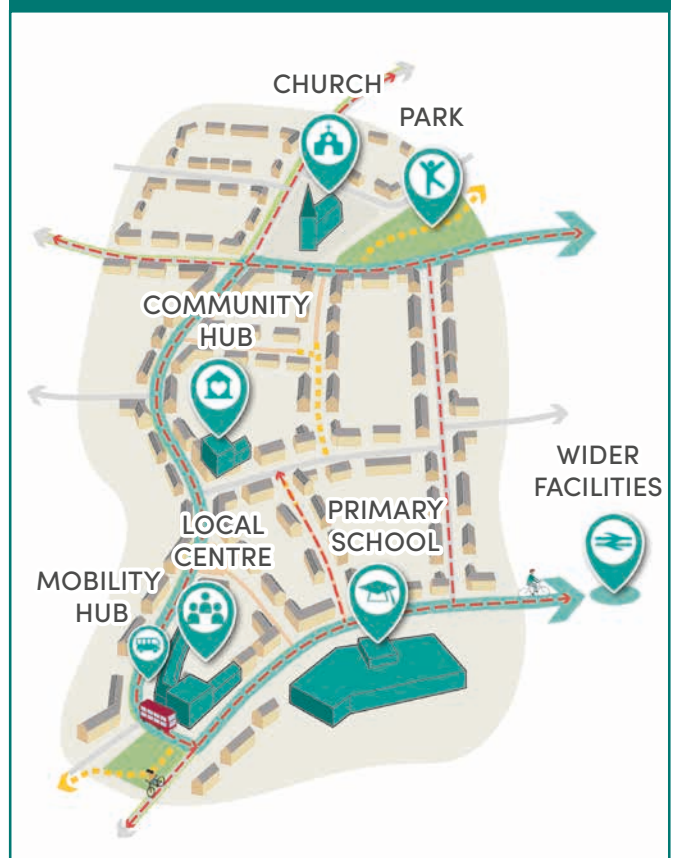 CHURCH
PARK
COMMUNITY
HUB
WIDER
FACILITIES
LOCAL
CENTRE
PRIMARY
SCHOOL
MOBILITY
HUB